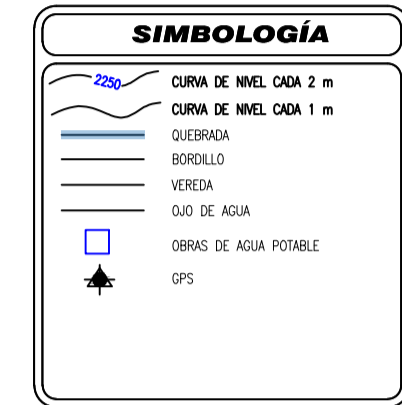 SIMBOLOGÍA
2250 CURVA DE NIVEL CADA 2 m
CURVA DE NIVEL CADA 1 m
QUEBRADA
BORDILLO
VEREDA
OJO DE AGUA
OBRAS DE AGUA POTABLE
GPS